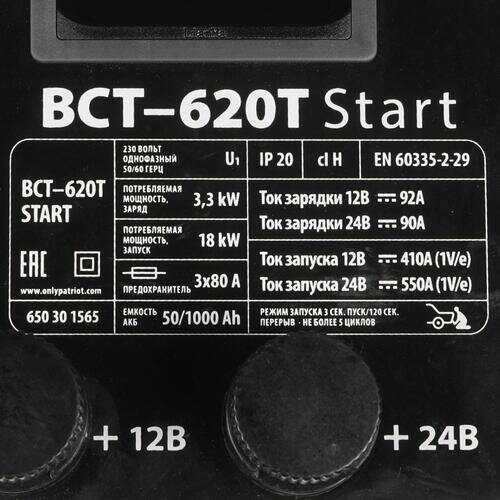 BCT–620T Start
BCT–620T
START
EAC
www.onlypatriot.com
650 30 1565
230 ВОЛЬТ
ОДНОФАЗНЫЙ
50/60 ГЕРЦ
U1
ПОТРЕБЛЯЕМАЯ
МОЩНОСТЬ,
ЗАРЯД
3,3 kW
ПОТРЕБЛЯЕМАЯ
МОЩНОСТЬ,
ЗАПУСК
18 kW
ПРЕДОХРАНИТЕЛЬ
3x80 A
ЕМКОСТЬ
АКБ
50/1000 Ah
IP 20
cl H
EN 60335-2-29
Ток зарядки 12В 92А
Ток зарядки 24В 90А
Ток запуска 12В 410А (1V/e)
Ток запуска 24В 550А (1V/e)
РЕЖИМ ЗАПУСКА 3 СЕК. ПУСК/120 СЕК.
ПЕРЕРЫВ - НЕ БОЛЕЕ 5 ЦИКЛОВ
+ 12В
+ 24В